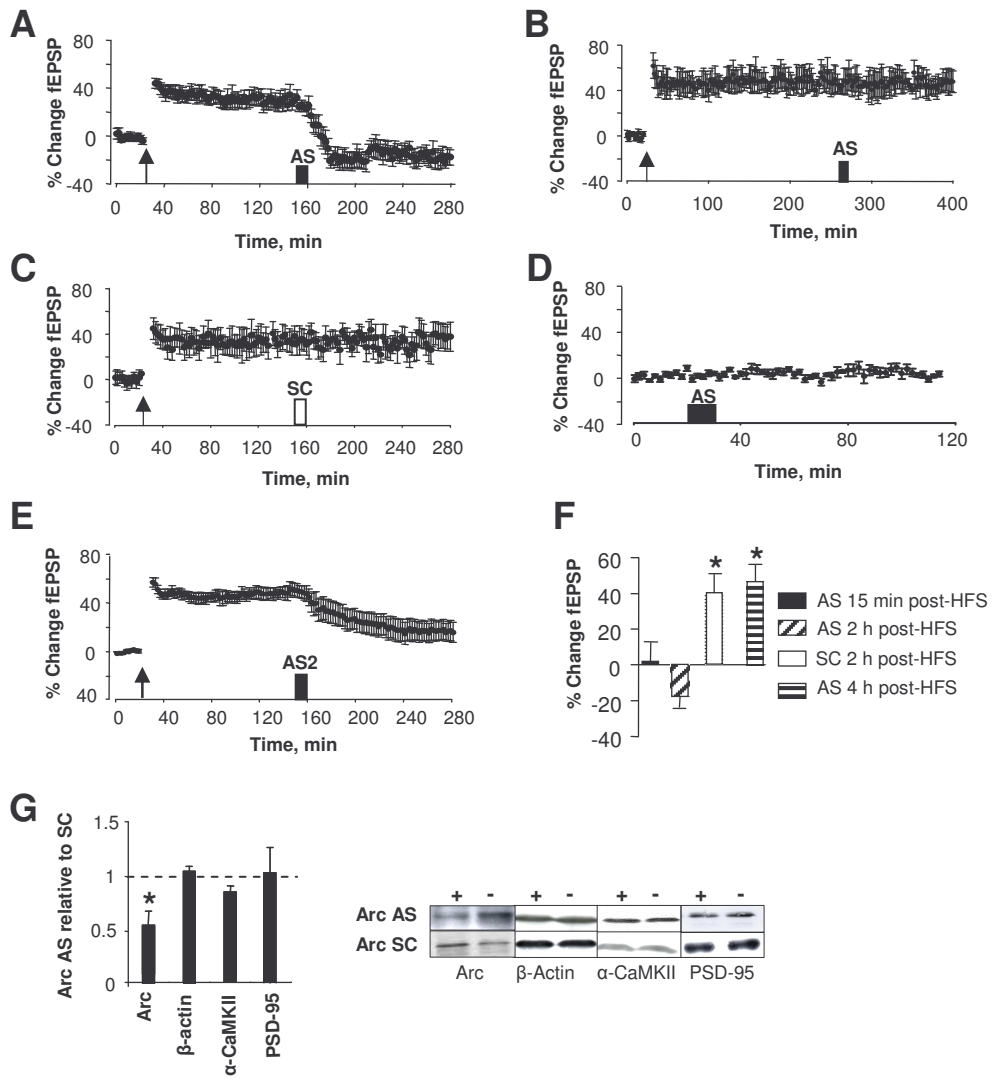 A
% Change fEPSP
80
40
0
-40
AS
0 40 80 120 160 200 240 280
Time, min
B
% Change fEPSP
80
40
0
-40
AS
0 100 200 300 400
Time, min
C
% Change fEPSP
80
40
0
-40
SC
0 40 80 120 160 200 240 280
Time, min
D
% Change fEPSP
80
40
0
-40
AS
0 40 80 120
Time, min
E
% Change fEPSP
80
40
0
40
AS2
0 40 80 120 160 200 240 280
Time, min
F
% Change fEPSP
60
40
20
0
-20
-40
* *
AS 15 min post-HFS
AS 2 h post-HFS
SC 2 h post-HFS
AS 4 h post-HFS
G
Arc AS relative to SC
1.5
1
0.5
0
*
Arc
β-actin
α-CaMKII
PSD-95
+ - + - + - + -
Arc AS
Arc SC
Arc β-Actin α-CaMKII PSD-95